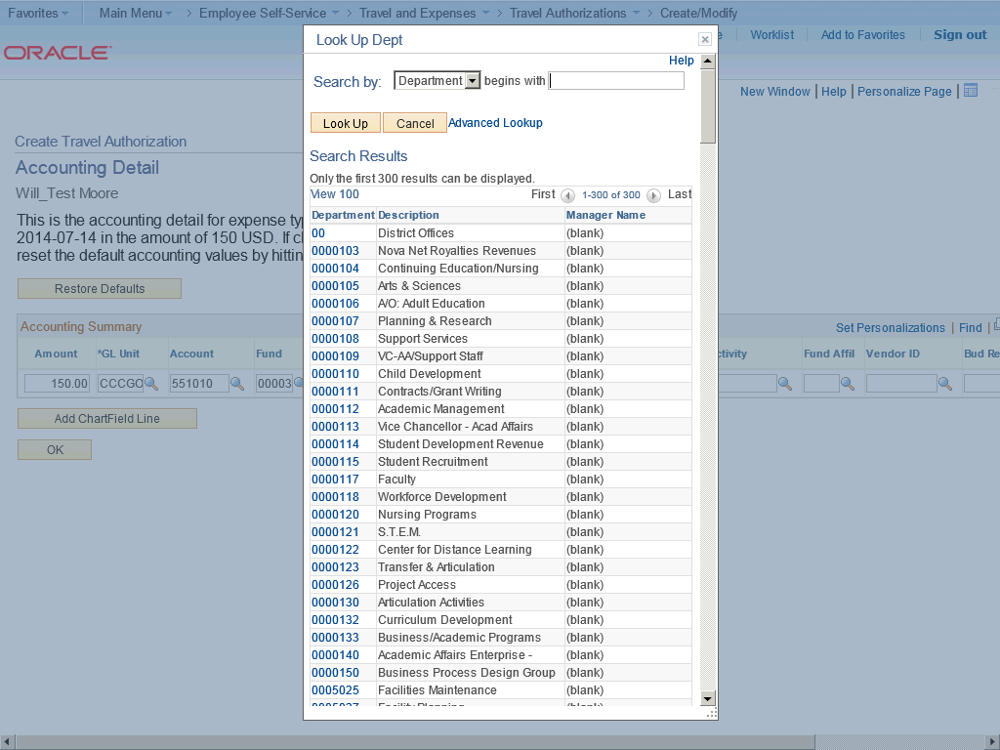 Favorites Main Menu > Employee Self-Service > Travel and Expenses > Travel Authorizations > Create/Modify
ORACLE
Worklist Add to Favorites Sign out
New Window | Help | Personalize Page
Create Travel Authorization
Accounting Detail
Will_Test Moore
This is the accounting detail for expense
2014-07-14 in the amount of 150 USD. If
reset the default accounting values by
Restore Defaults
Accounting Summary
Set Personalizations | Find |
Amount *GL Unit Account Fund Fund Affil Vendor ID Bud
150.00 CCCGO 551010 00003
Add ChartField Line
OK
Look Up Dept
Help
Search by: Department begins with
Look Up Cancel Advanced Lookup
Search Results
Only the first 300 results can be displayed.
View 100 First 1-300 of 300 Last
Department Description Manager Name
00 District Offices (blank)
0000103 Nova Net Royalties Revenues (blank)
0000104 Continuing Education/Nursing (blank)
0000105 Arts & Sciences (blank)
0000106 A/O: Adult Education (blank)
0000107 Planning & Research (blank)
0000108 Support Services (blank)
0000109 VC-AA/Support Staff (blank)
0000110 Child Development (blank)
0000111 Contracts/Grant Writing (blank)
0000112 Academic Management (blank)
0000113 Vice Chancellor - Acad Affairs (blank)
0000114 Student Development Revenue (blank)
0000115 Student Recruitment (blank)
0000117 Faculty (blank)
0000118 Workforce Development (blank)
0000120 Nursing Programs (blank)
0000121 S.T.E.M. (blank)
0000122 Center for Distance Learning (blank)
0000123 Transfer & Articulation (blank)
0000126 Project Access (blank)
0000130 Articulation Activities (blank)
0000132 Curriculum Development (blank)
0000133 Business/Academic Programs (blank)
0000140 Academic Affairs Enterprise - (blank)
0000150 Business Process Design Group (blank)
0005025 Facilities Maintenance (blank)